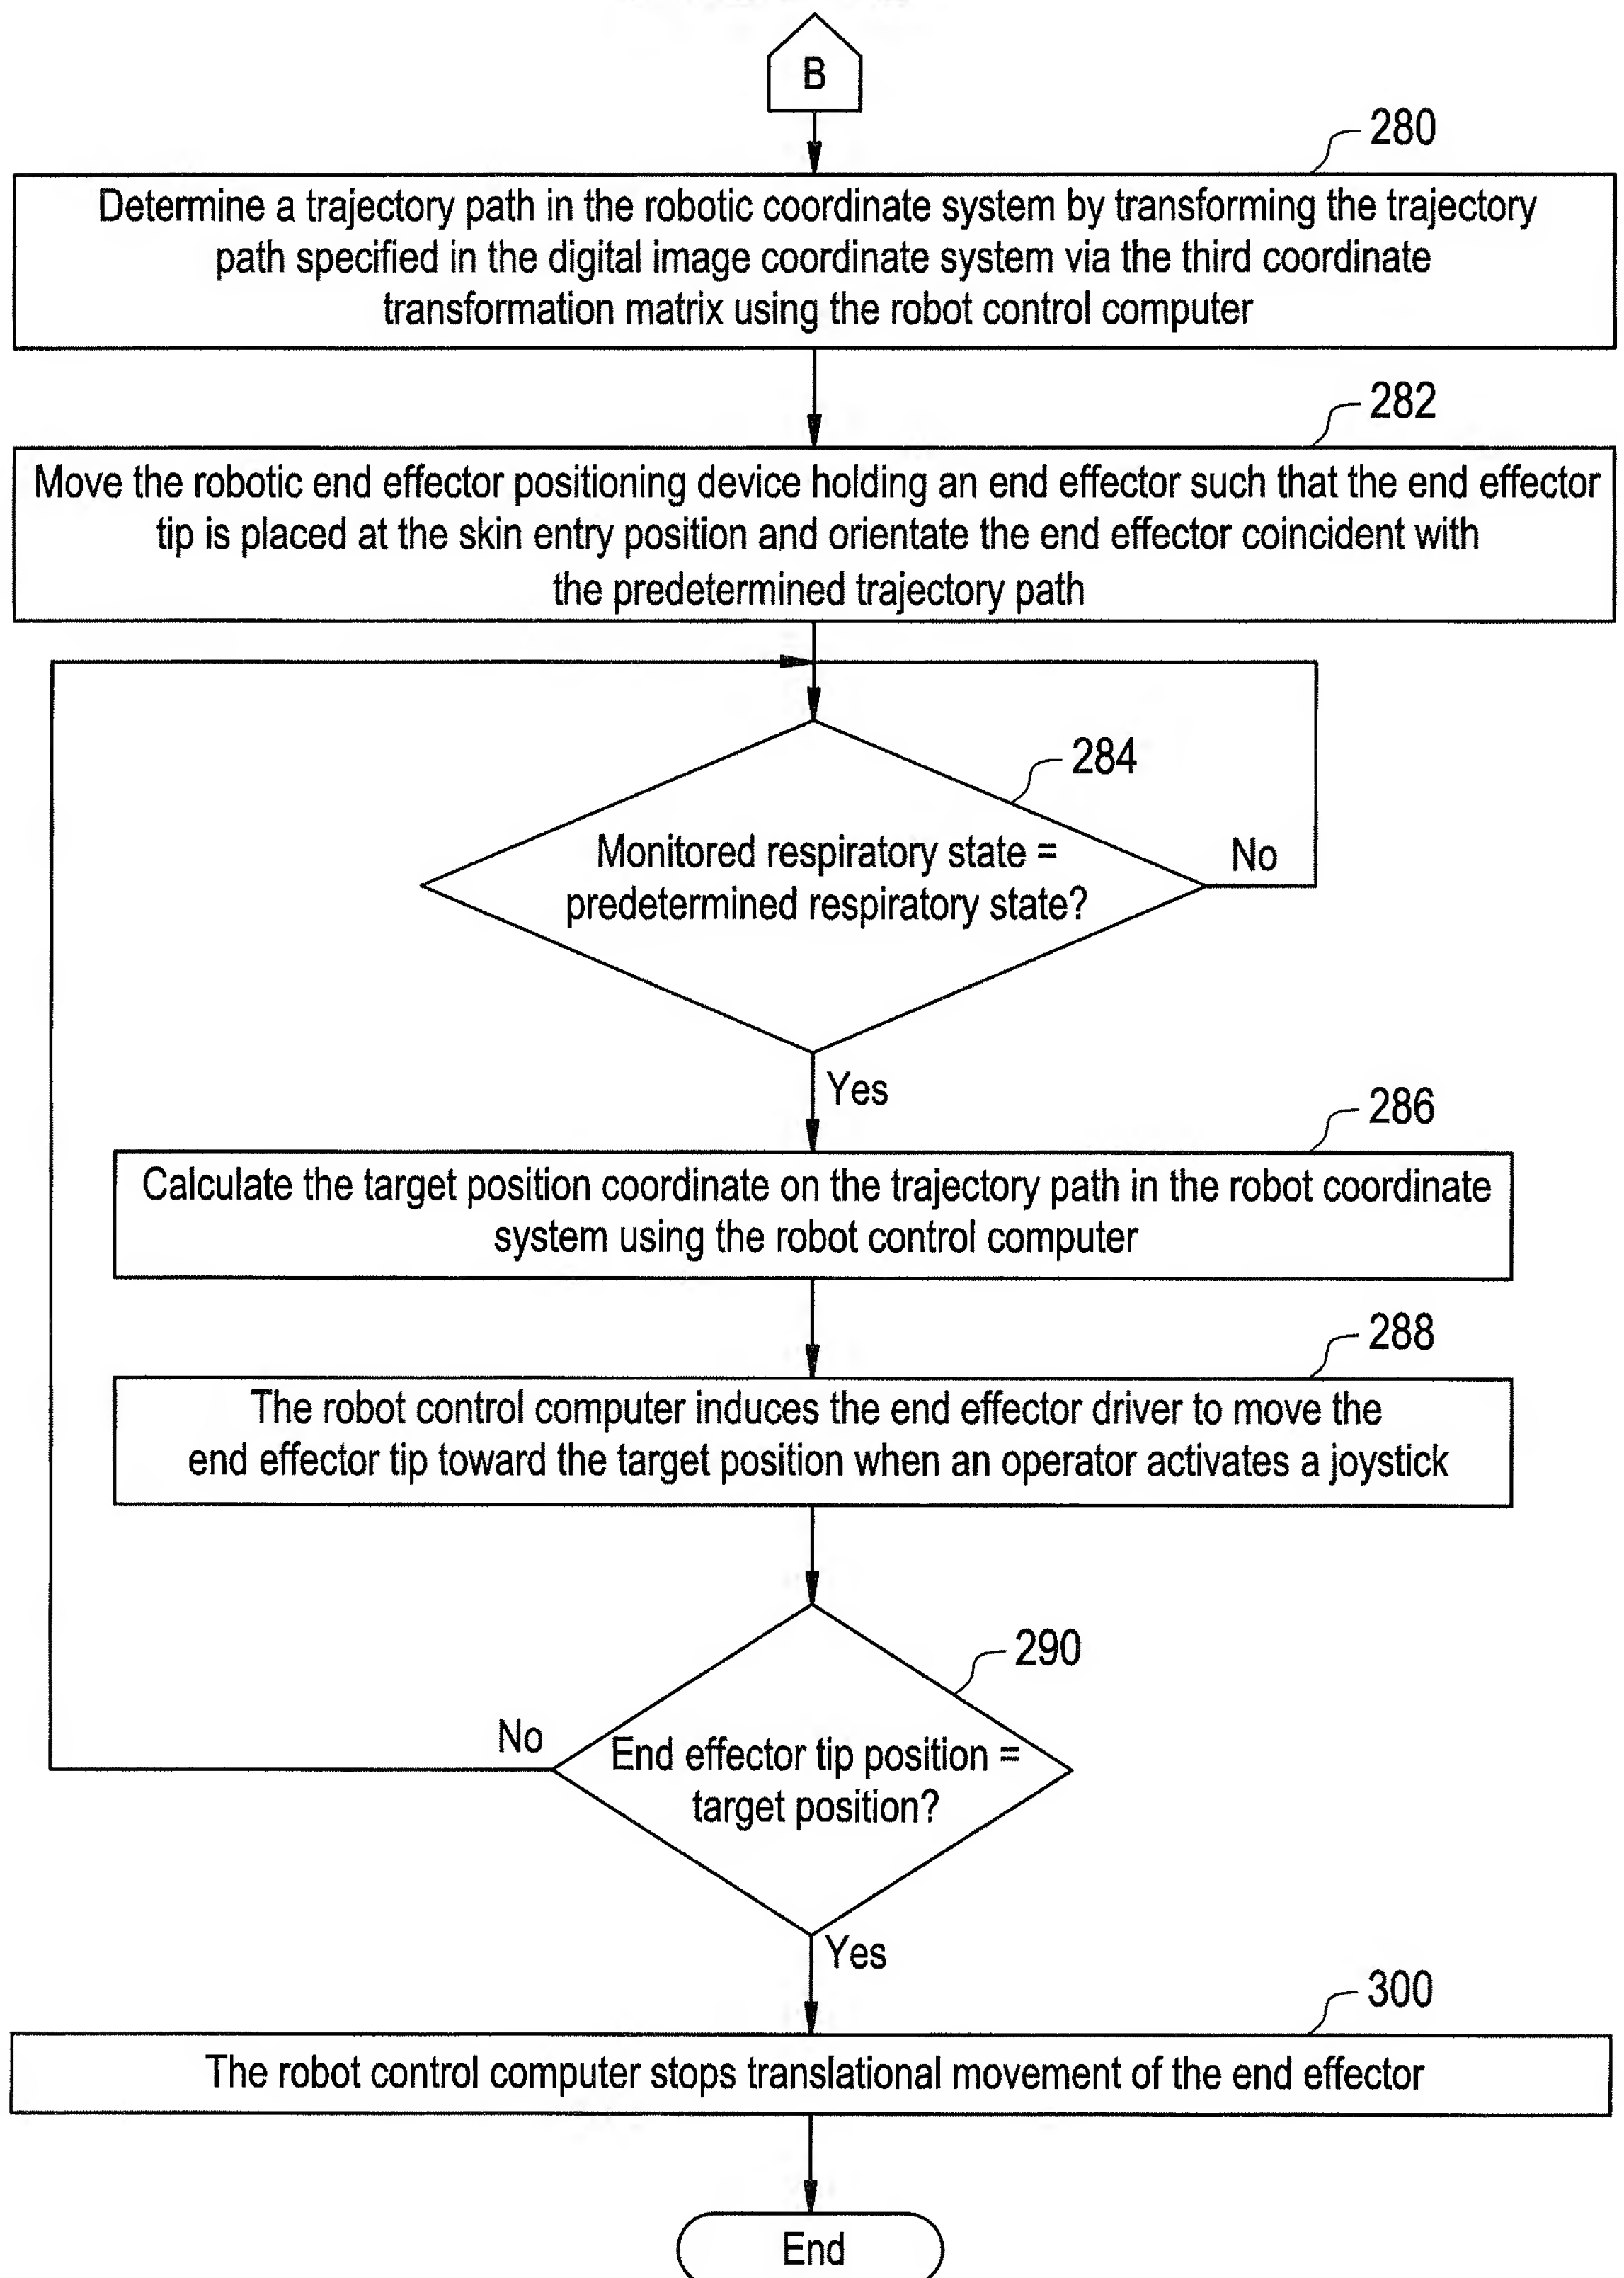 B
280
Determine a trajectory path in the robotic coordinate system by transforming the trajectory
path specified in the digital image coordinate system via the third coordinate
transformation matrix using the robot control computer
282
Move the robotic end effector positioning device holding an end effector such that the end effector
tip is placed at the skin entry position and orientate the end effector coincident with
the predetermined trajectory path
284
Monitored respiratory state =
predetermined respiratory state?
No
Yes
286
Calculate the target position coordinate on the trajectory path in the robot coordinate
system using the robot control computer
288
The robot control computer induces the end effector driver to move the
end effector tip toward the target position when an operator activates a joystick
290
No
End effector tip position =
target position?
Yes
300
The robot control computer stops translational movement of the end effector
End